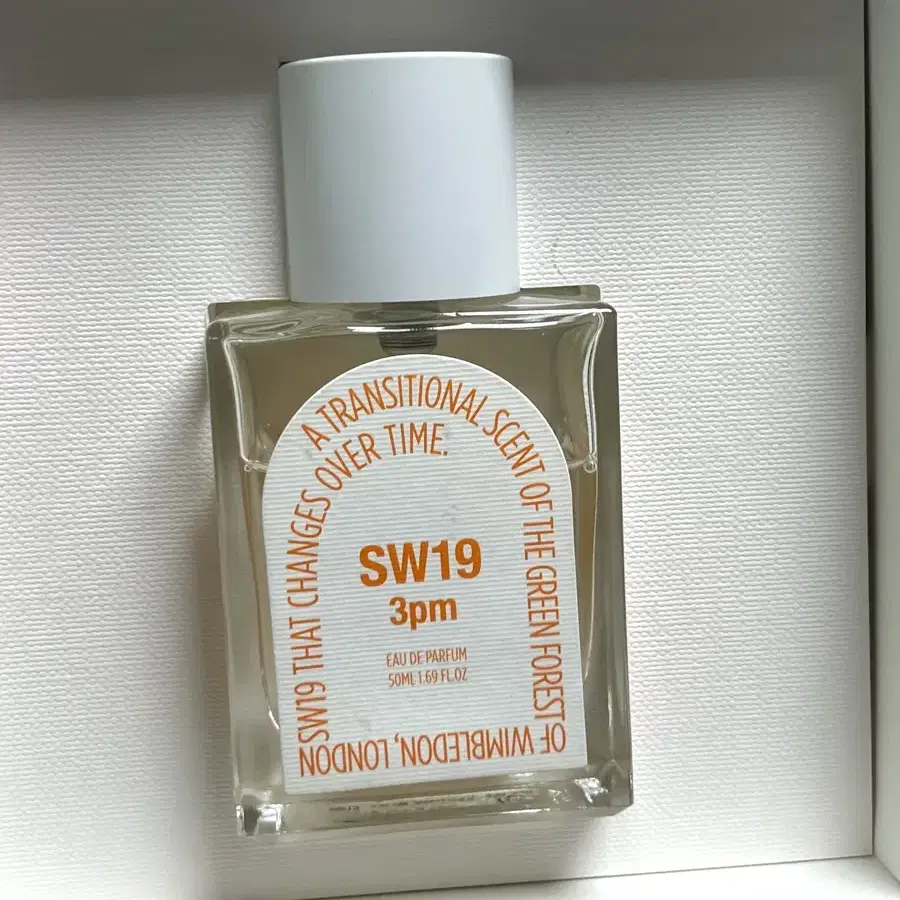 A TRANSITIONAL SCENT OF THE GREEN FOREST
OF WIMBLEDON, LONDON
SW19 THAT CHANGES OVER TIME.
SW19
3pm
EAU DE PARFUM
50ML 1.69 FL.OZ